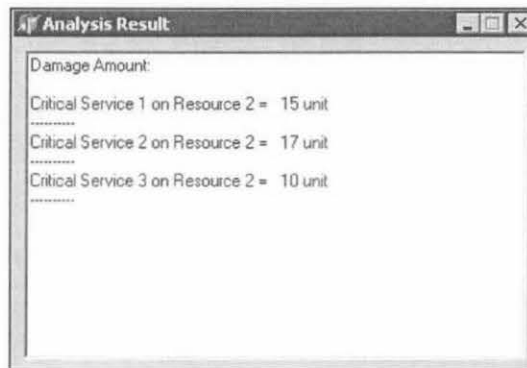 Analysis Result
Damage Amount:
Critical Service 1 on Resource 2 = 15 unit
----------
Critical Service 2 on Resource 2 = 17 unit
----------
Critical Service 3 on Resource 2 = 10 unit
----------